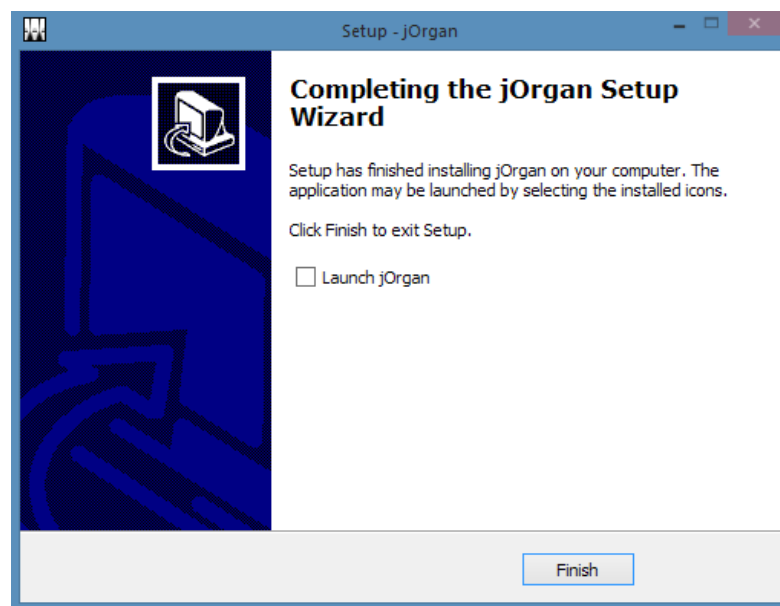 Setup - jOrgan
Completing the jOrgan Setup
Wizard
Setup has finished installing jOrgan on your computer. The
application may be launched by selecting the installed icons.
Click Finish to exit Setup.
Launch jOrgan
Finish